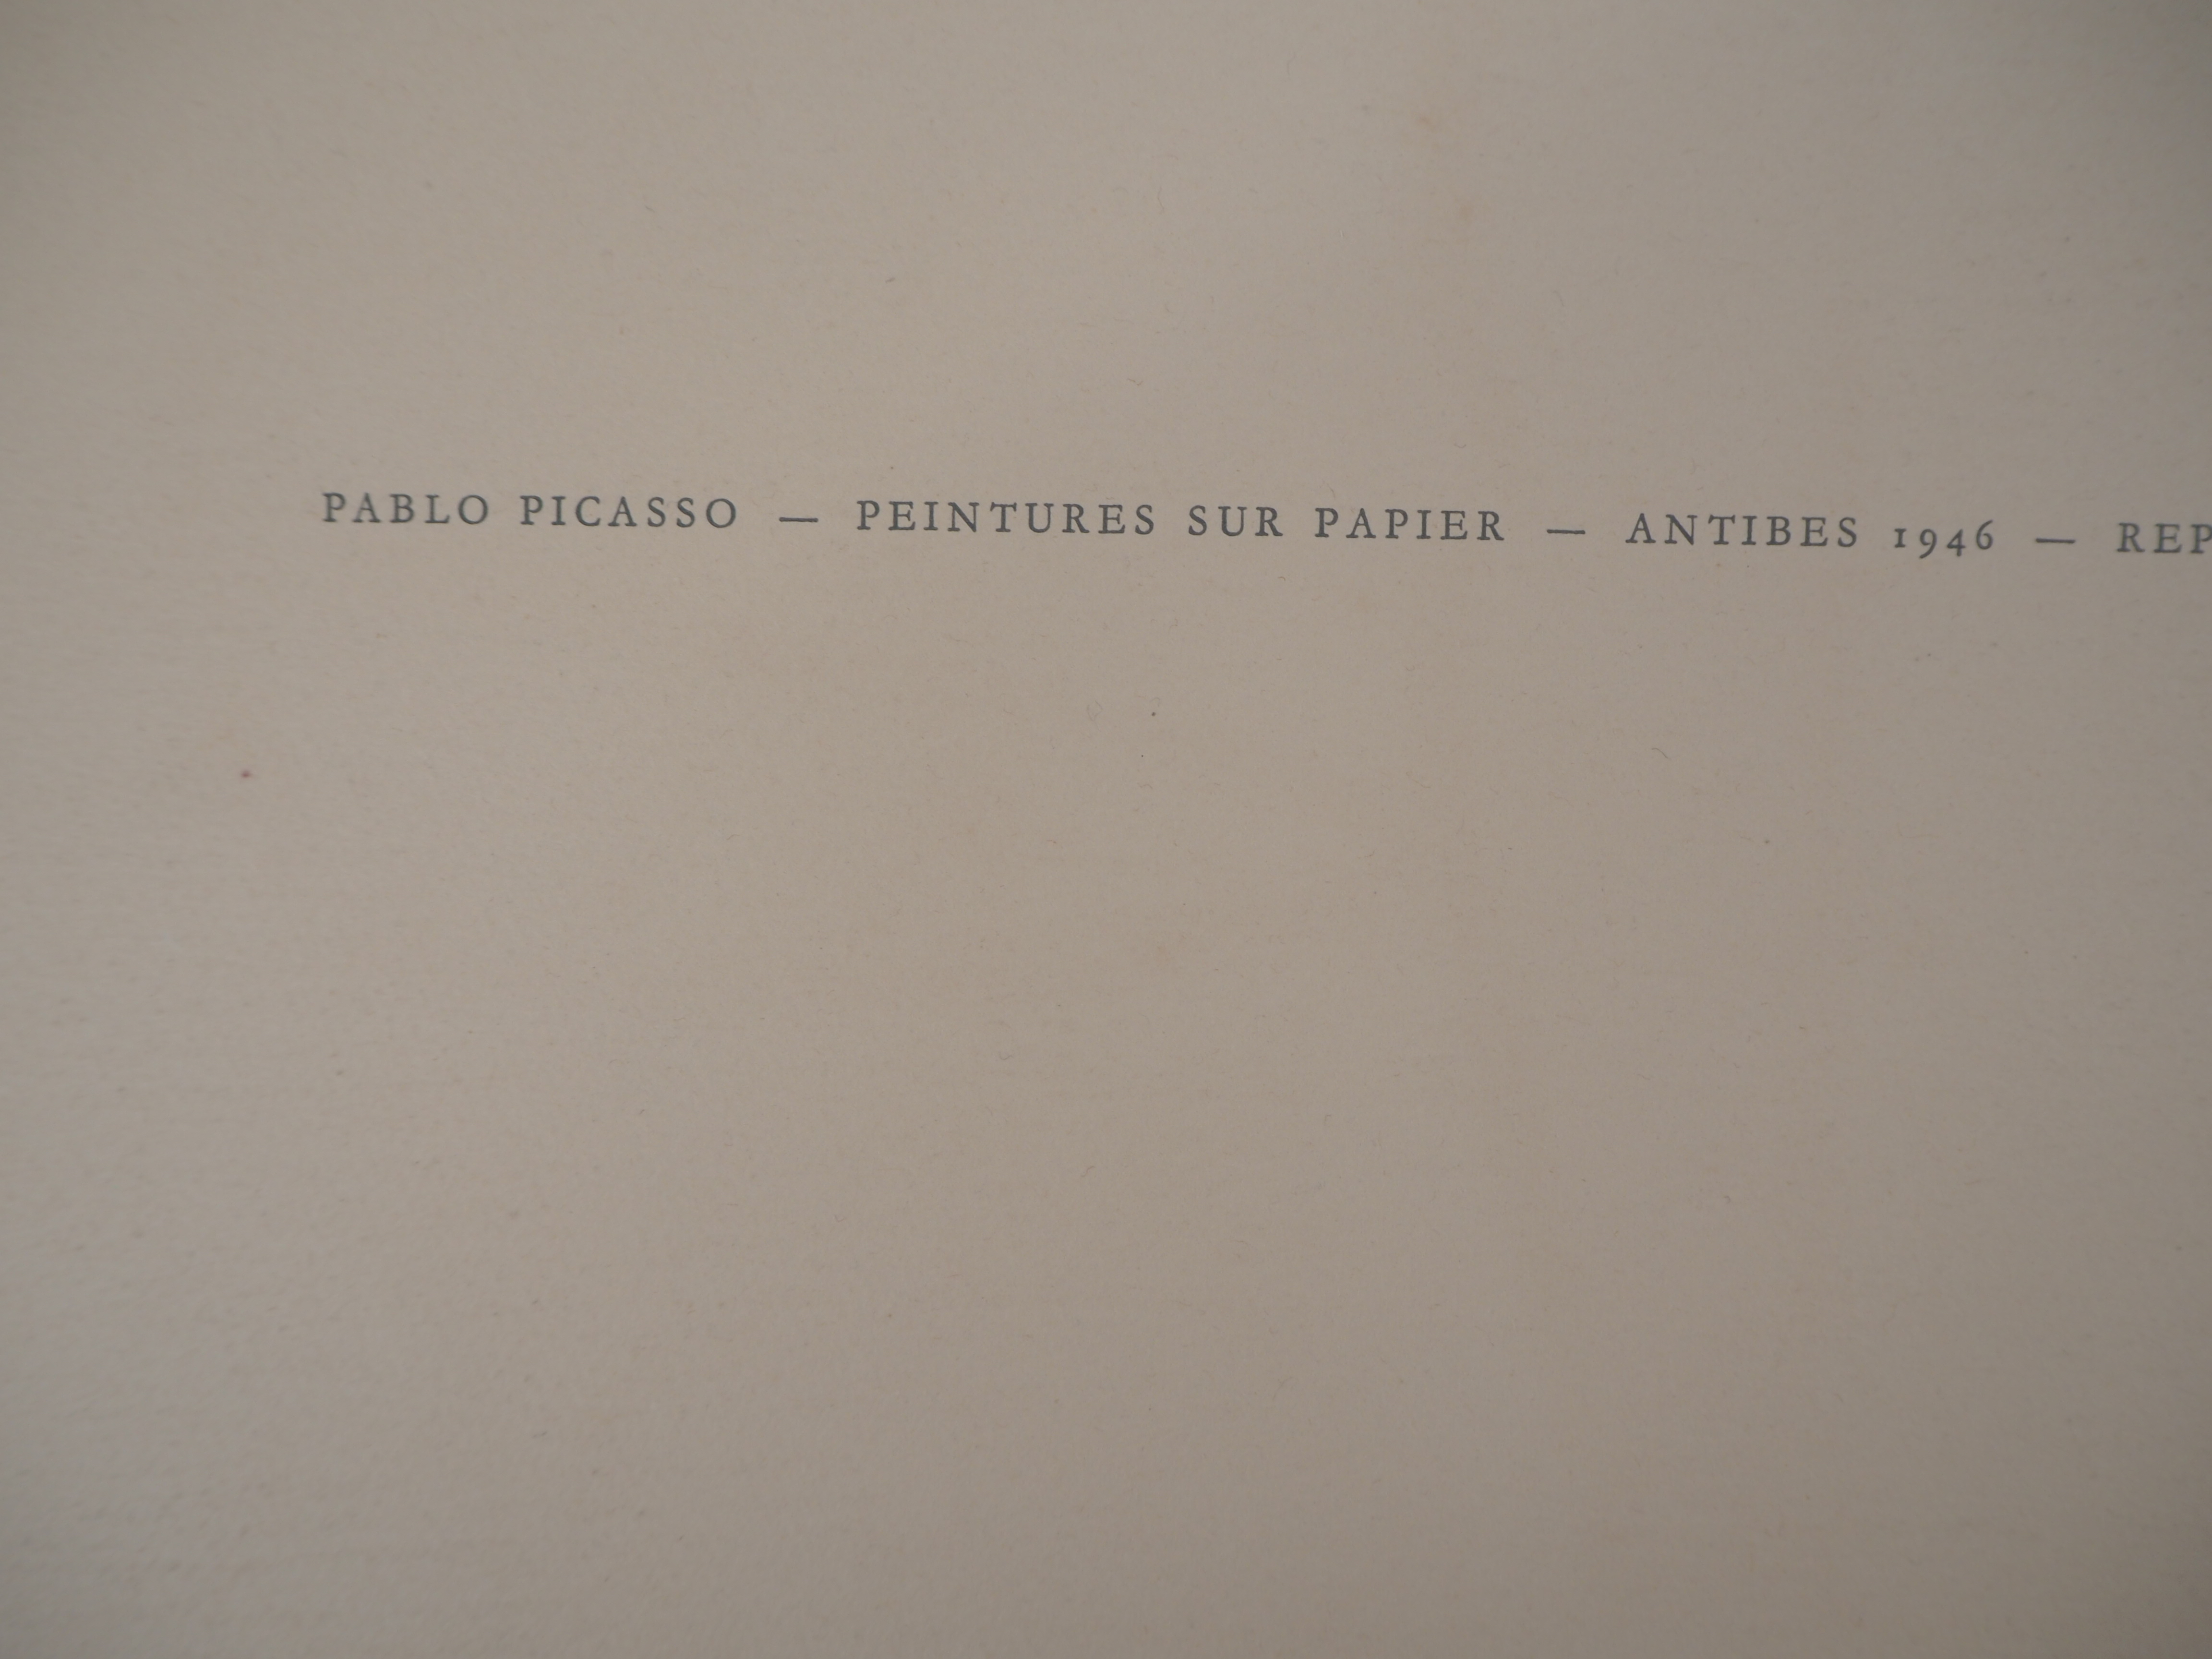 PABLO PICASSO — PEINTURES SUR PAPIER — ANTIBES 1946 — REP